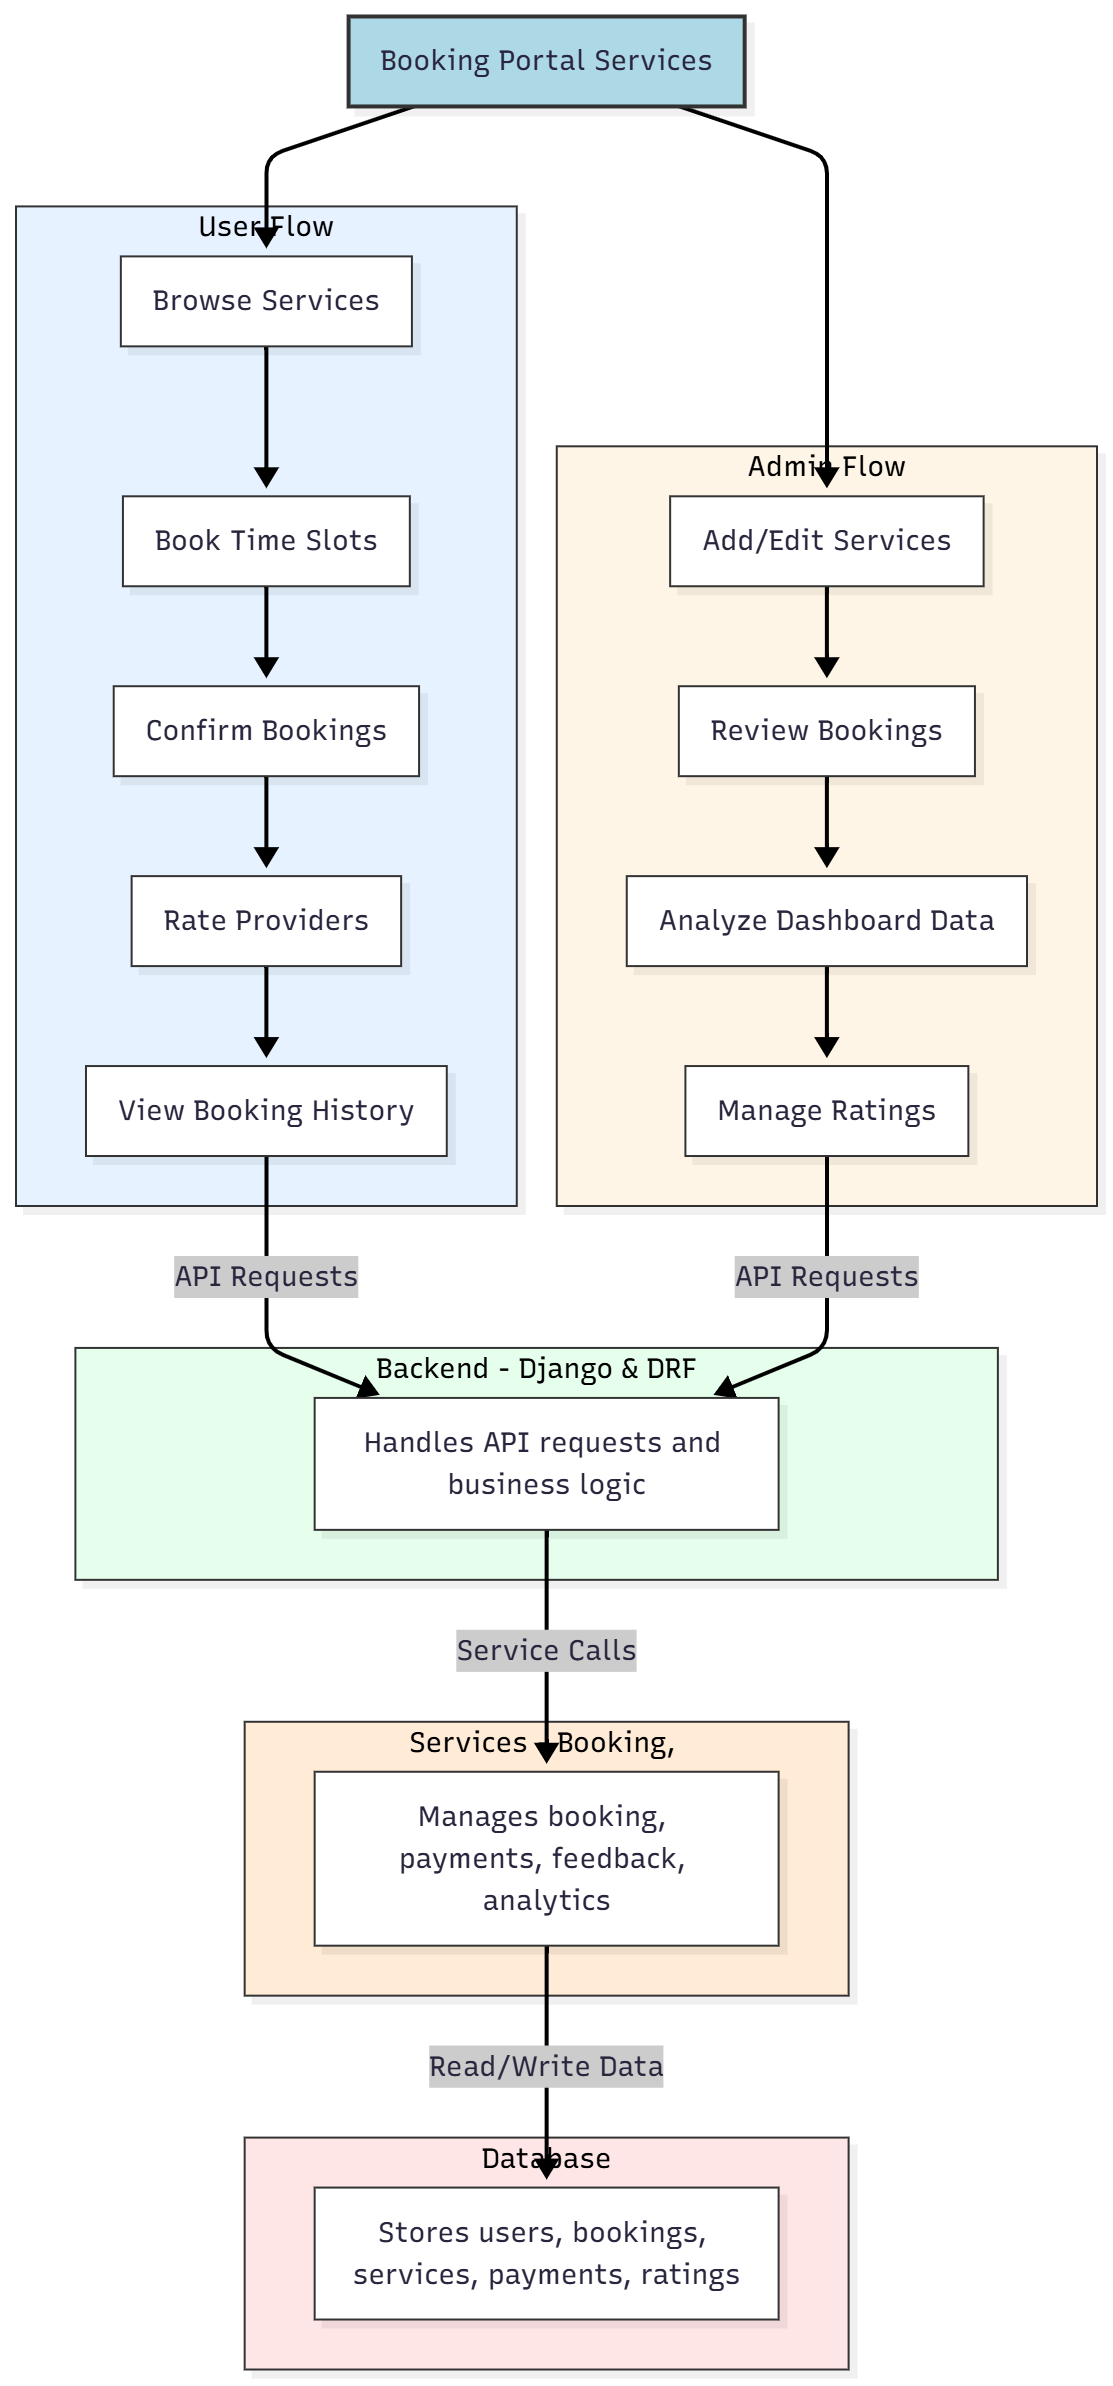 Booking Portal Services
User Flow
Browse Services
Book Time Slots
Confirm Bookings
Rate Providers
View Booking History
Admin Flow
Add/Edit Services
Review Bookings
Analyze Dashboard Data
Manage Ratings
API Requests
API Requests
Backend - Django & DRF
Handles API requests and
business logic
Service Calls
Services - Booking,
Manages booking,
payments, feedback,
analytics
Read/Write Data
Database
Stores users, bookings,
services, payments, ratings